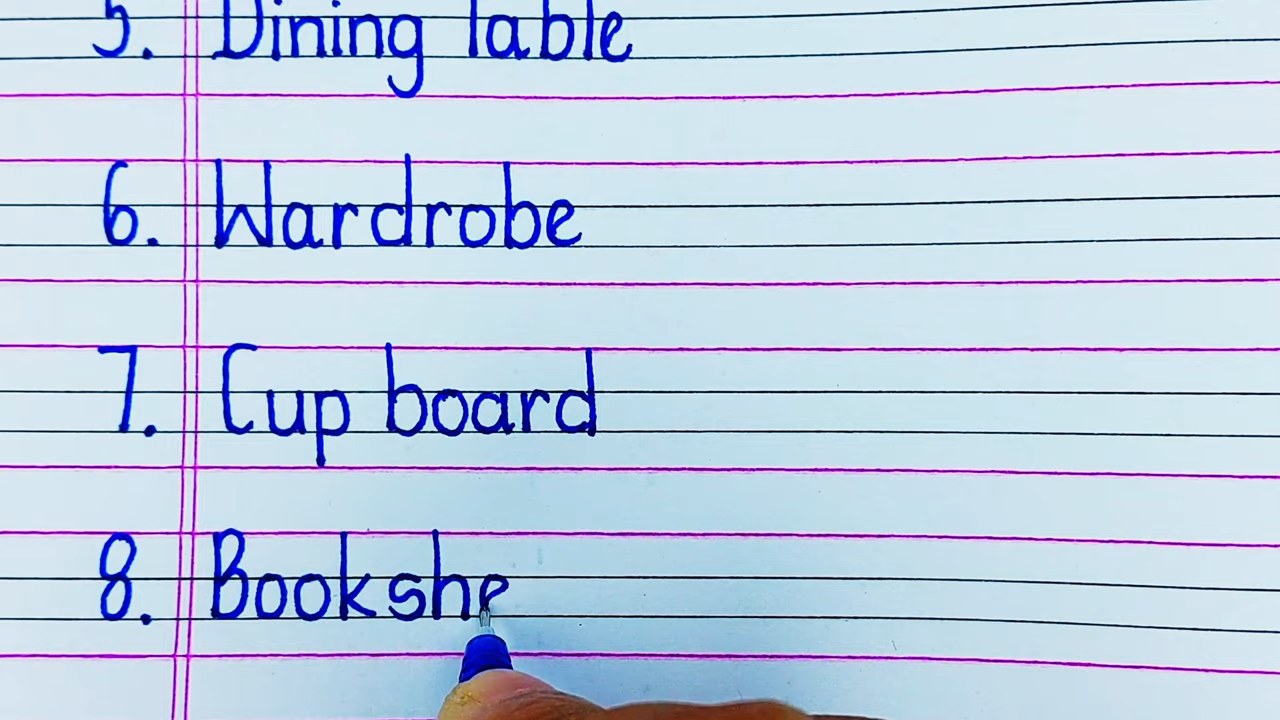 5. Dining Table
6. Wardrobe
7. Cup board
8. Bookshe